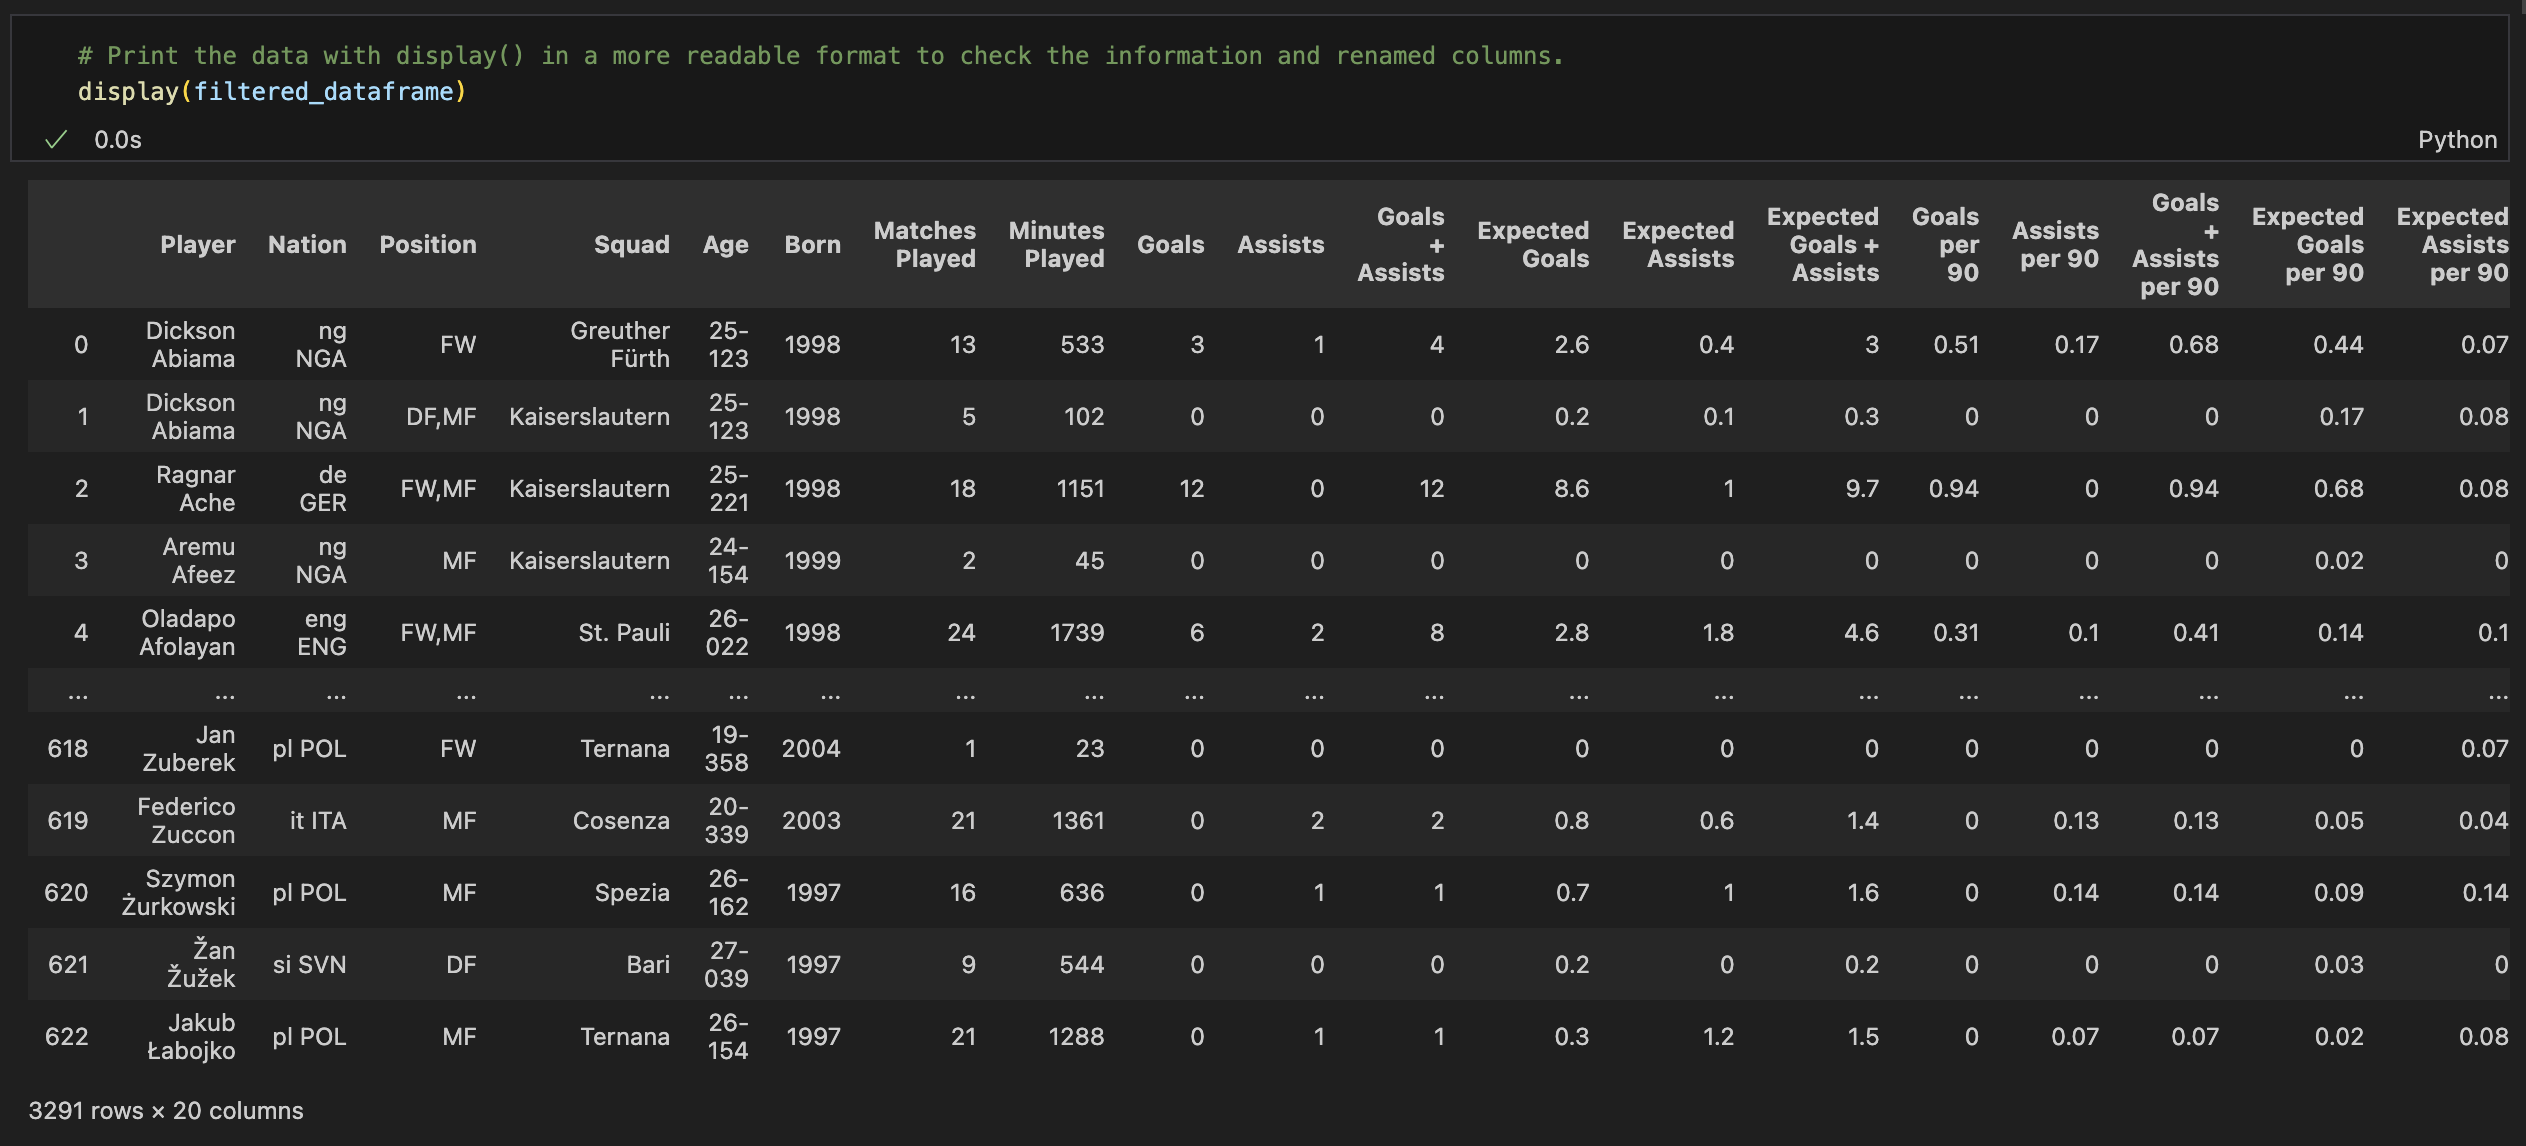 # Print the data with display() in a more readable format to check the information and renamed columns.
display(filtered_dataframe)
0.0s Python
Player Nation Position Squad Age Born Matches Played Minutes Played Goals Assists Goals + Assists Expected Goals Expected Assists Expected Goals + Assists Goals per 90 Assists per 90 Goals + Assists per 90 Expected Goals per 90 Expected Assists per 90
0 Dickson Abiama ng NGA FW Greuther Fürth 25-123 1998 13 533 3 1 4 2.6 0.4 3 0.51 0.17 0.68 0.44 0.07
1 Dickson Abiama ng NGA DF,MF Kaiserslautern 25-123 1998 5 102 0 0 0 0.2 0.1 0.3 0 0 0 0.17 0.08
2 Ragnar Ache de GER FW,MF Kaiserslautern 25-221 1998 18 1151 12 0 12 8.6 1 9.7 0.94 0 0.94 0.68 0.08
3 Aremu Afeez ng NGA MF Kaiserslautern 24-154 1999 2 45 0 0 0 0 0 0 0 0 0 0.02 0
4 Oladapo Afolayan eng ENG FW,MF St. Pauli 26-022 1998 24 1739 6 2 8 2.8 1.8 4.6 0.31 0.1 0.41 0.14 0.1
... ... ... ... ... ... ... ... ... ... ... ... ... ... ... ... ... ... ... ...
618 Jan Zuberek pl POL FW Ternana 19-358 2004 1 23 0 0 0 0 0 0 0 0 0 0 0.07
619 Federico Zuccon it ITA MF Cosenza 20-339 2003 21 1361 0 2 2 0.8 0.6 1.4 0 0.13 0.13 0.05 0.04
620 Szymon Żurkowski pl POL MF Spezia 26-162 1997 16 636 0 1 1 0.7 1 1.6 0 0.14 0.14 0.09 0.14
621 Žan Žužek si SVN DF Bari 27-039 1997 9 544 0 0 0 0.2 0 0.2 0 0 0 0.03 0
622 Jakub Łabojko pl POL MF Ternana 26-154 1997 21 1288 0 1 1 0.3 1.2 1.5 0 0.07 0.07 0.02 0.08
3291 rows × 20 columns